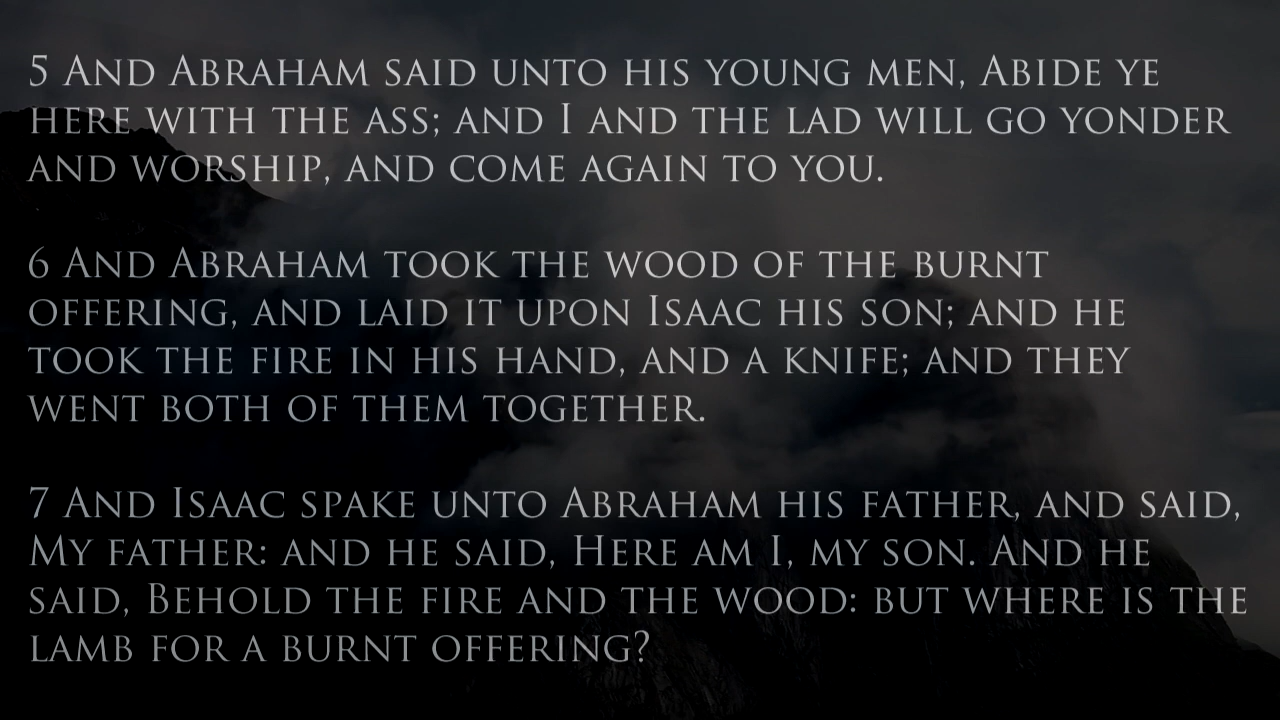 5 And Abraham said unto his young men, Abide ye
here with the ass; and I and the lad will go yonder
and worship, and come again to you.
6 And Abraham took the wood of the burnt
offering, and laid it upon Isaac his son; and he
took the fire in his hand, and a knife; and they
went both of them together.
7 And Isaac spake unto Abraham his father, and said,
My father: and he said, Here am I, my son. And he
said, Behold the fire and the wood: but where is the
lamb for a burnt offering?